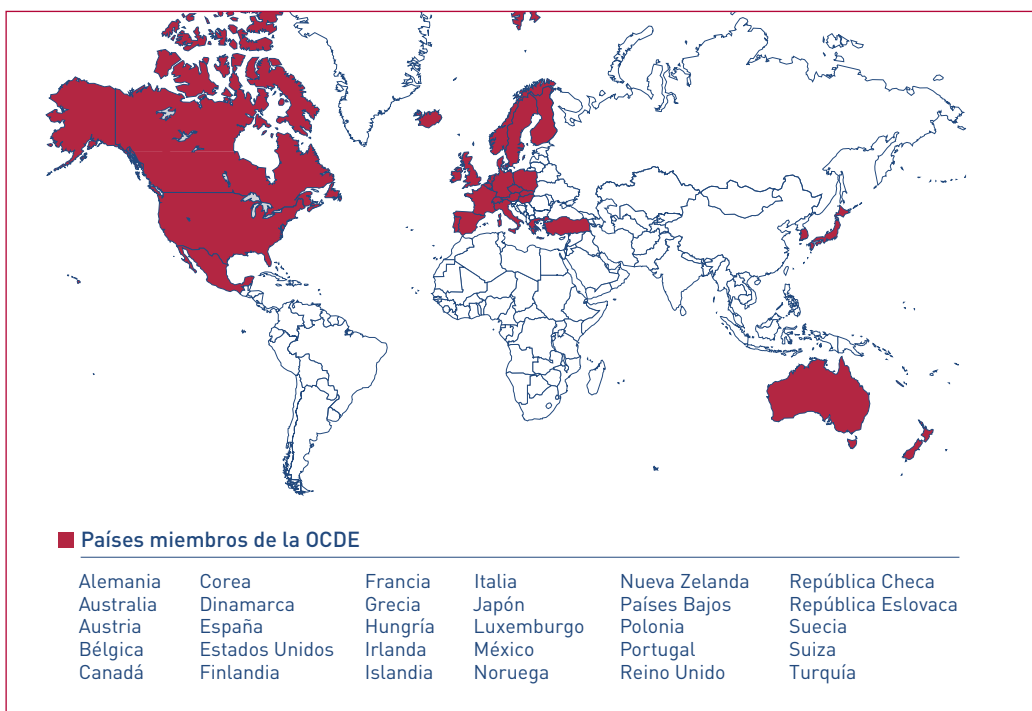 Países miembros de la OCDE
Alemania
Australia
Austria
Bélgica
Canadá
Corea
Dinamarca
España
Estados Unidos
Finlandia
Francia
Grecia
Hungría
Irlanda
Islandia
Italia
Japón
Luxemburgo
México
Noruega
Nueva Zelanda
Países Bajos
Polonia
Portugal
Reino Unido
República Checa
República Eslovaca
Suecia
Suiza
Turquía